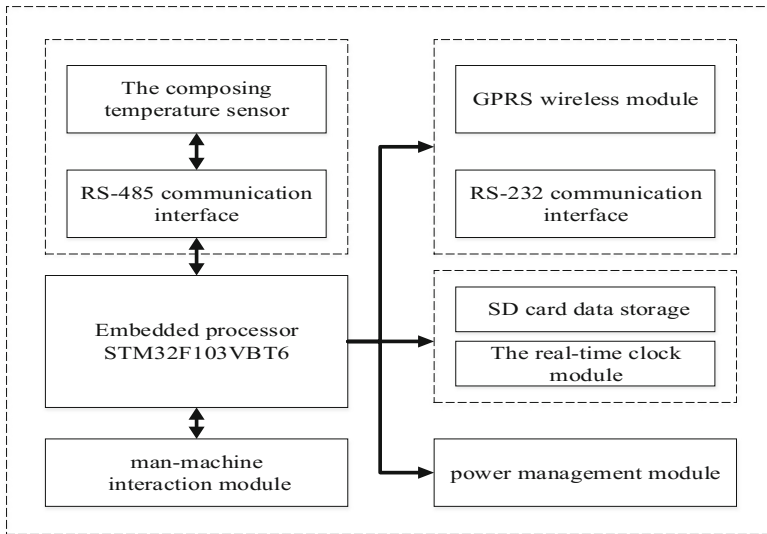 The composing
temperature sensor
RS-485 communication
interface
Embedded processor
STM32F103VBT6
man-machine
interaction module
GPRS wireless module
RS-232 communication
interface
SD card data storage
The real-time clock
module
power management module